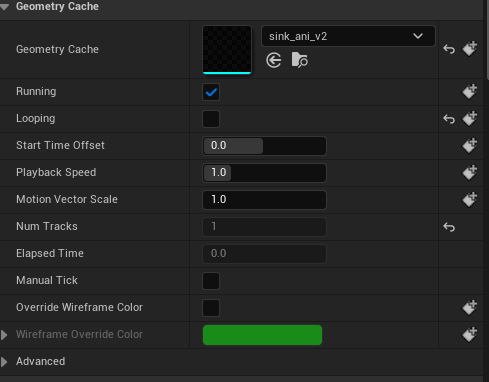 Geometry Cache
Geometry Cache
sink_ani_v2
Running
Looping
Start Time Offset 0.0
Playback Speed 1.0
Motion Vector Scale 1.0
Num Tracks 1
Elapsed Time 0.0
Manual Tick
Override Wireframe Color
Wireframe Override Color
Advanced